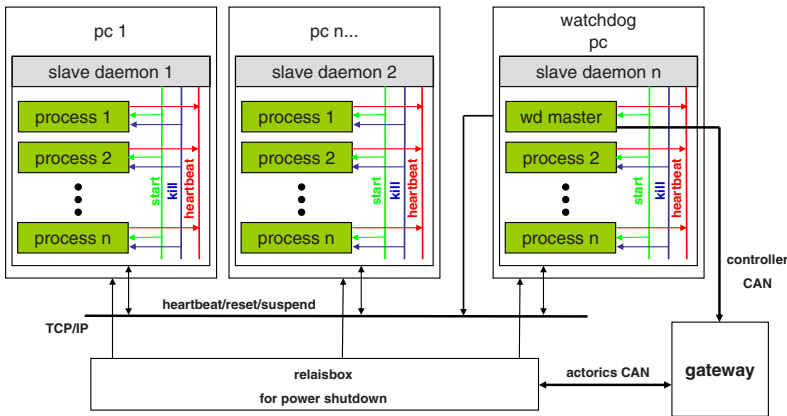 pc 1
slave daemon 1
process 1
process 2
process n
start
kill
heartbeat
pc n...
slave daemon 2
process 1
process 2
process n
start
kill
heartbeat
watchdog
pc
slave daemon n
wd master
process 2
process n
start
kill
heartbeat
controller
CAN
heartbeat/reset/suspend
TCP/IP
relaisbox
for power shutdown
actorics CAN
gateway